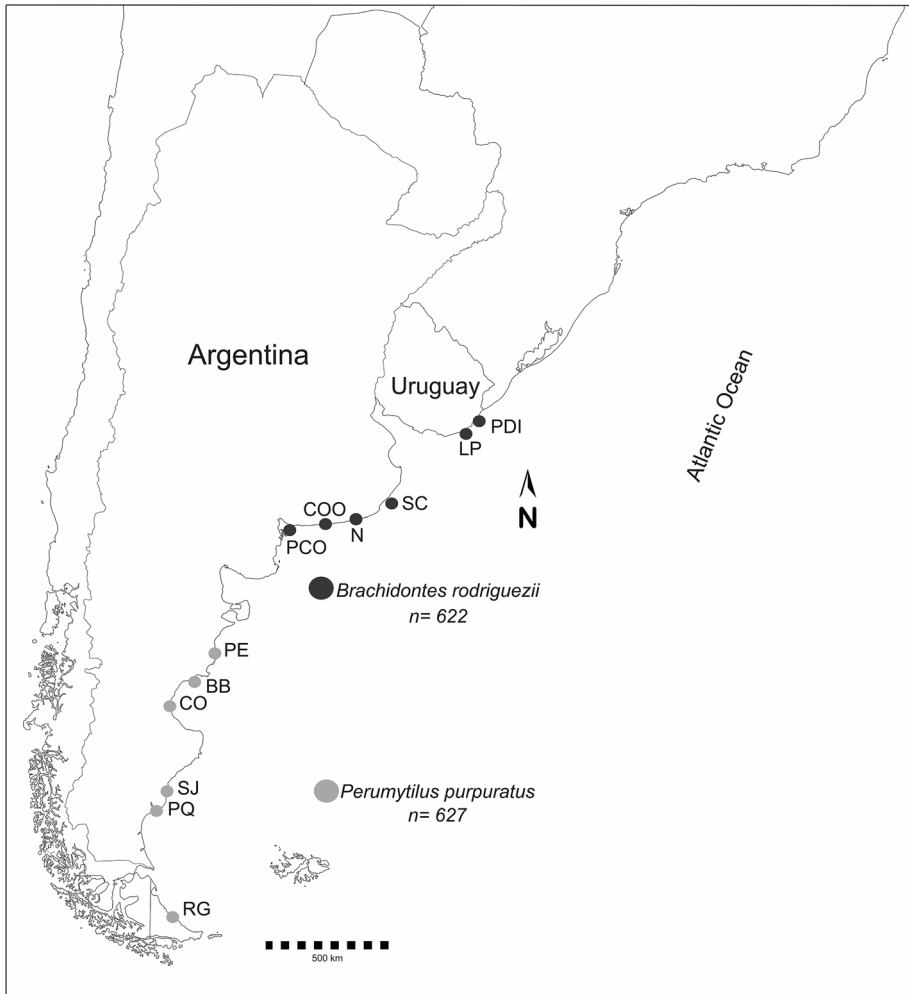 Argentina
Uruguay
Atlantic Ocean
PDI
LP
N
SC
COO
N
PCO
Brachidontes rodriguezii
n= 622
PE
BB
CO
SJ
Perumytilus purpuratus
PQ
n= 627
RG
500 km